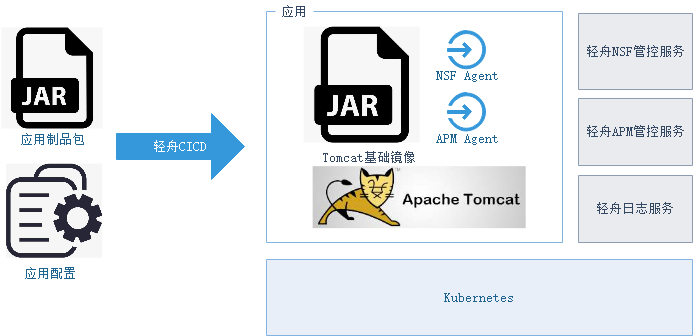 JAR
应用制品包
应用配置
轻舟CICD
应用
JAR
NSF Agent
APM Agent
Tomcat基础镜像
Apache Tomcat
轻舟NSF管控服务
轻舟APM管控服务
轻舟日志服务
Kubernetes